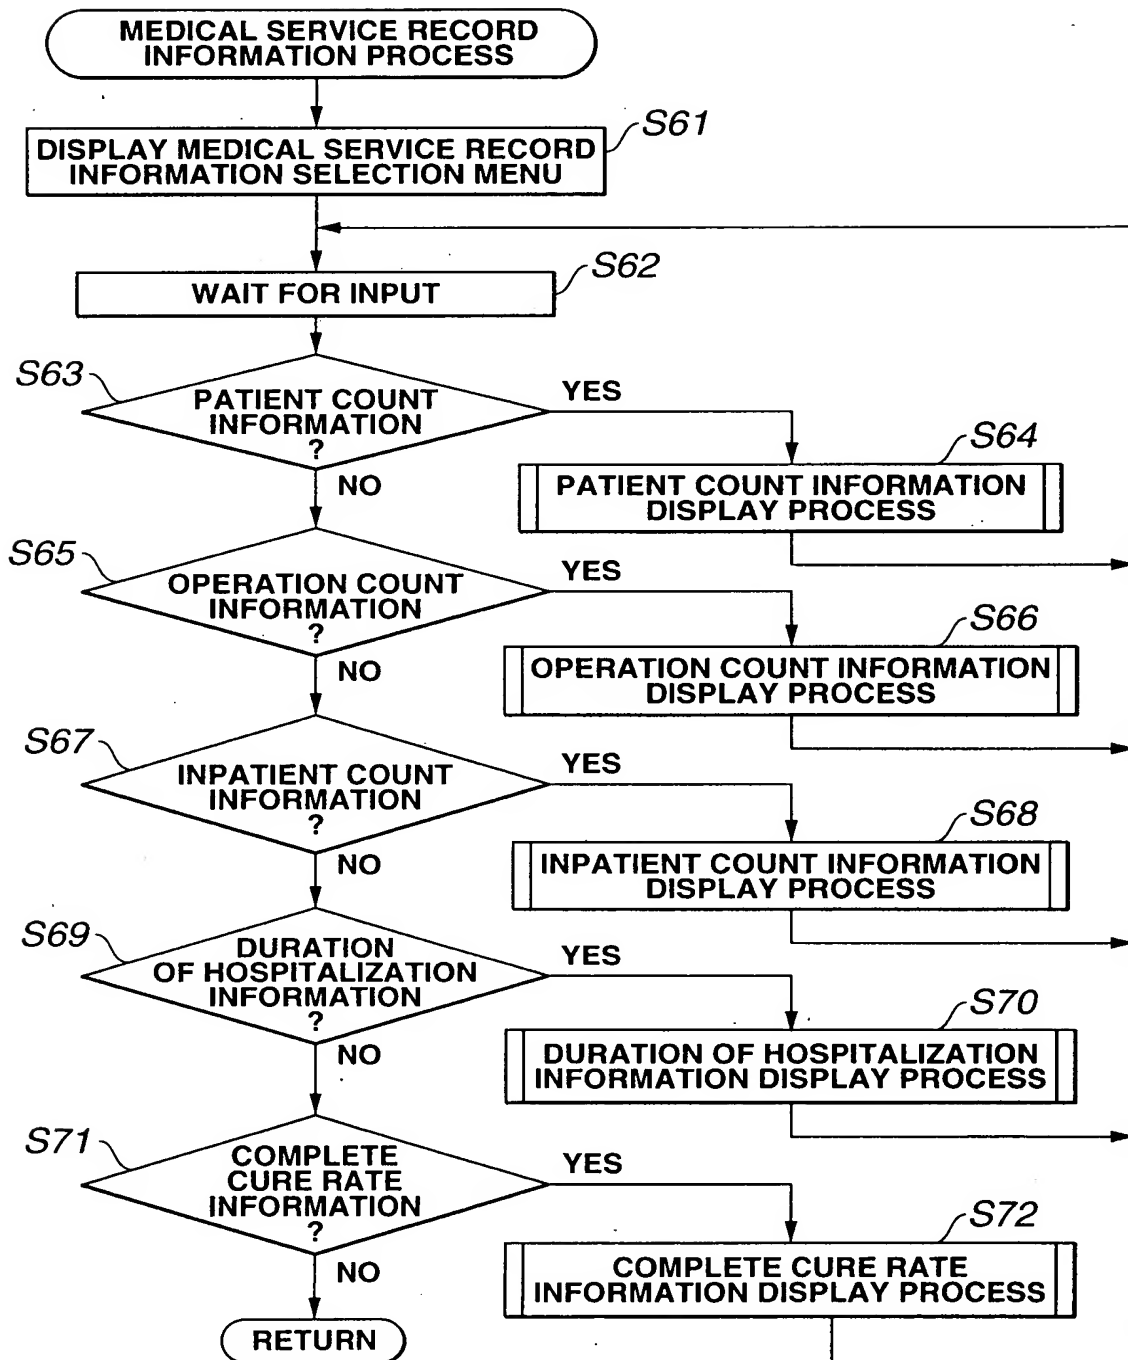 MEDICAL SERVICE RECORD
INFORMATION PROCESS
S61
DISPLAY MEDICAL SERVICE RECORD
INFORMATION SELECTION MENU
S62
WAIT FOR INPUT
S63
PATIENT COUNT
INFORMATION
?
YES
NO
S64
PATIENT COUNT INFORMATION
DISPLAY PROCESS
S65
OPERATION COUNT
INFORMATION
?
YES
NO
S66
OPERATION COUNT INFORMATION
DISPLAY PROCESS
S67
INPATIENT COUNT
INFORMATION
?
YES
NO
S68
INPATIENT COUNT INFORMATION
DISPLAY PROCESS
S69
DURATION
OF HOSPITALIZATION
INFORMATION
?
YES
NO
S70
DURATION OF HOSPITALIZATION
INFORMATION DISPLAY PROCESS
S71
COMPLETE
CURE RATE
INFORMATION
?
YES
NO
S72
COMPLETE CURE RATE
INFORMATION DISPLAY PROCESS
RETURN